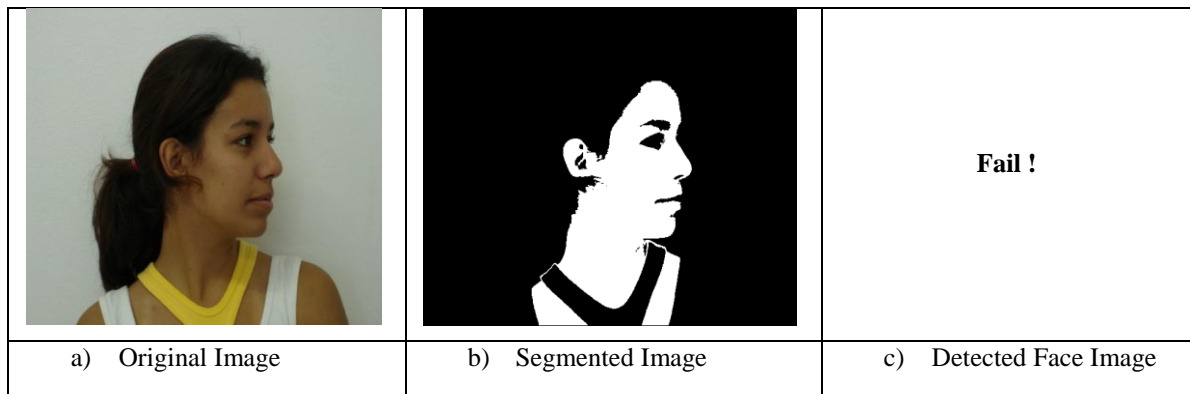 Fail !
a) Original Image
b) Segmented Image
c) Detected Face Image